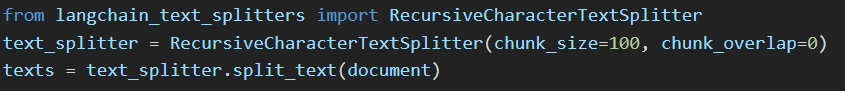 from langchain_text_splitters import RecursiveCharacterTextSplitter
text_splitter = RecursiveCharacterTextSplitter(chunk_size=100, chunk_overlap=0)
texts = text_splitter.split_text(document)